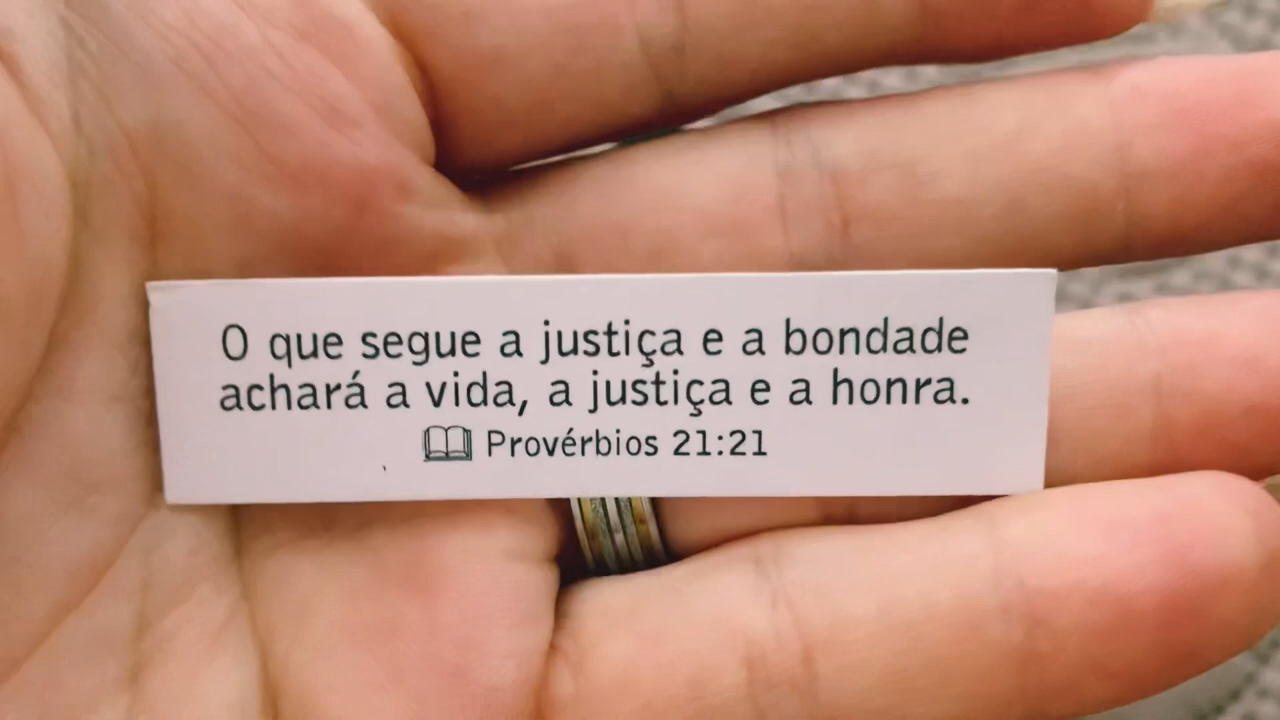 O que segue a justiça e a bondade
achará a vida, a justiça e a honra.
Provérbios 21:21